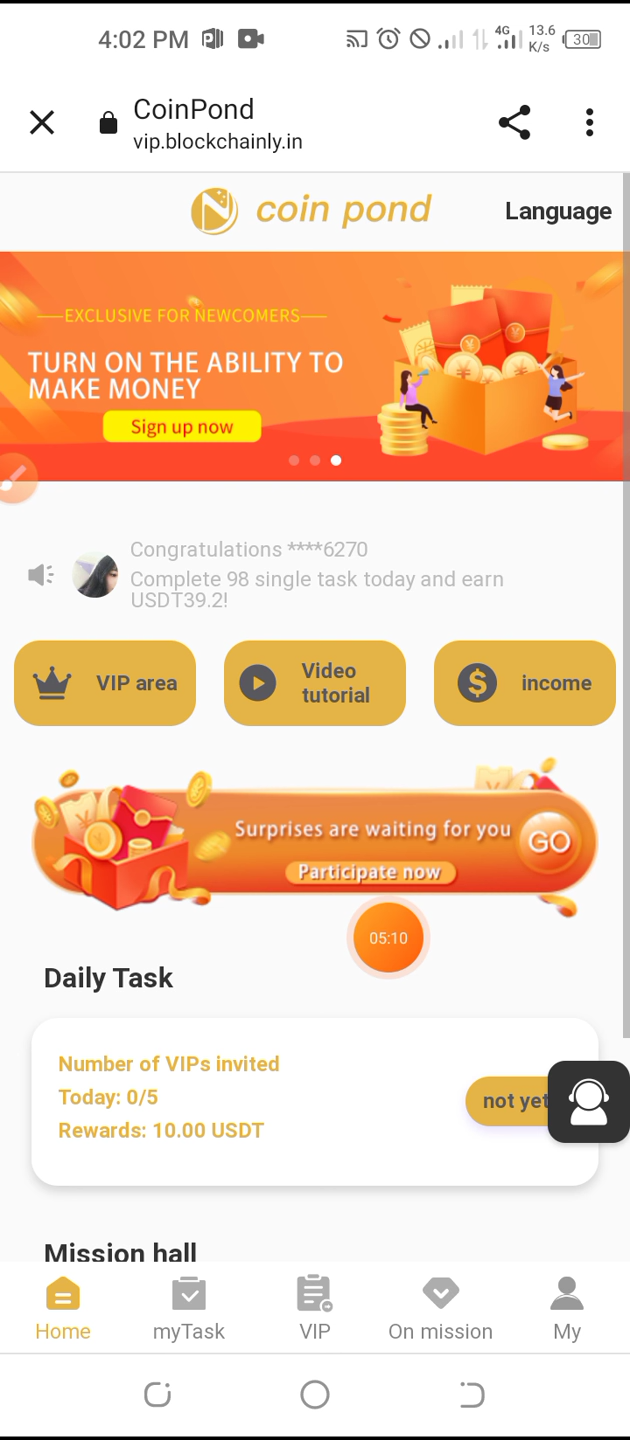 4:02 PM
4G 13.6 K/s 30
CoinPond
vip.blockchainly.in
coin pond
Language
EXCLUSIVE FOR NEWCOMERS
TURN ON THE ABILITY TO
MAKE MONEY
Sign up now
Congratulations ****6270
Complete 98 single task today and earn
USDT39.2!
VIP area
Video
tutorial
income
Surprises are waiting for you
GO
Participate now
05:10
Daily Task
Number of VIPs invited
Today: 0/5
not yet
Rewards: 10.00 USDT
Mission hall
Home
myTask
VIP
On mission
My